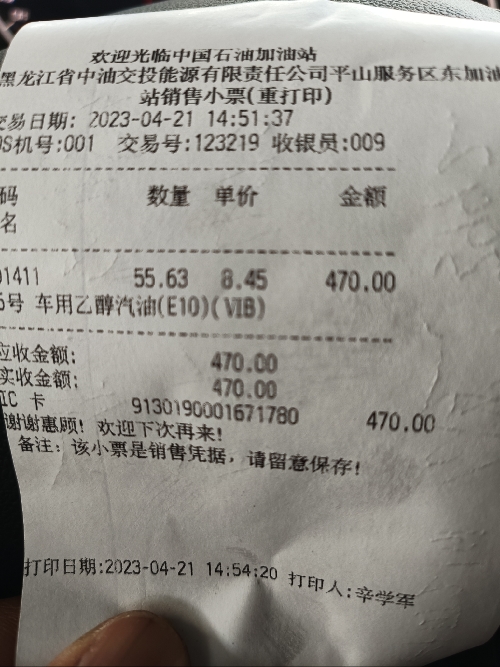 欢迎光临中国石油加油站
黑龙江省中油交投能源有限责任公司平山服务区东加油
站销售小票(重打印)
交易日期: 2023-04-21 14:51:37
OS机号:001 交易号:123219 收银员:009
码 数量 单价 金额
名
01411 55.63 8.45 470.00
5号 车用乙醇汽油(E10)(ⅥB)
应收金额: 470.00
实收金额: 470.00
IC 卡 9130190001671780 470.00
谢谢惠顾! 欢迎下次再来!
备注: 该小票是销售凭据, 请留意保存!
打印日期:2023-04-21 14:54:20 打印人:辛学军